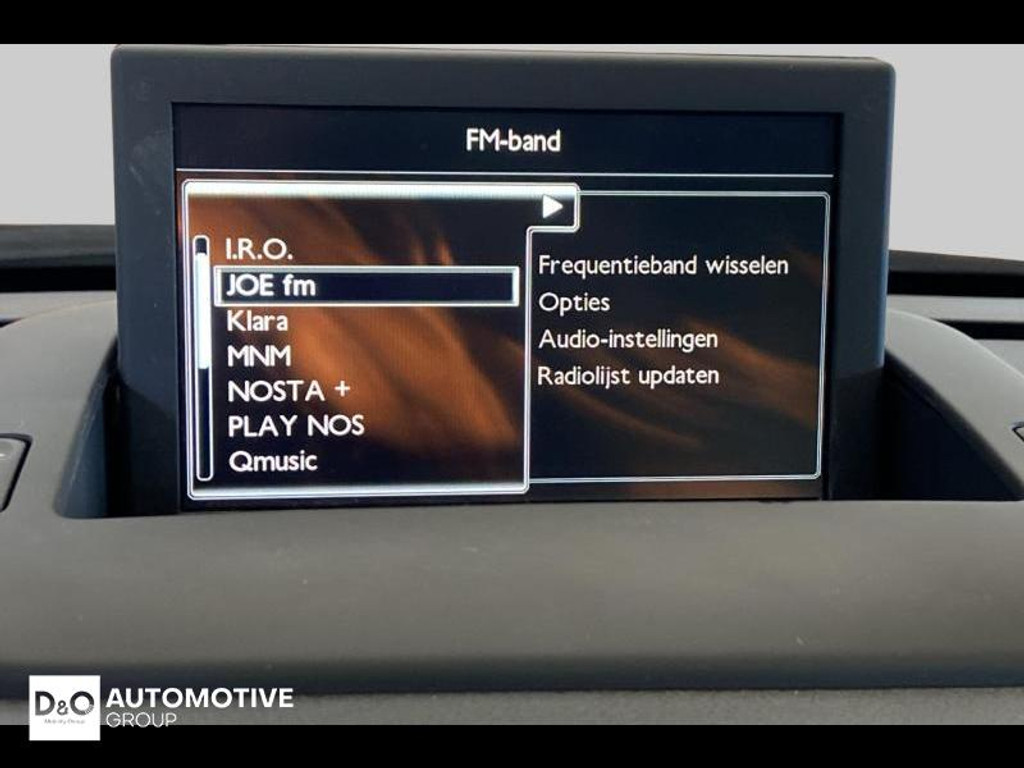 FM-band
I.R.O.
JOE fm
Klara
MNM
NOSTA +
PLAY NOS
Qmusic
Frequentieband wisselen
Opties
Audio-instellingen
Radiolijst updaten
D&O
AUTOMOTIVE
GROUP